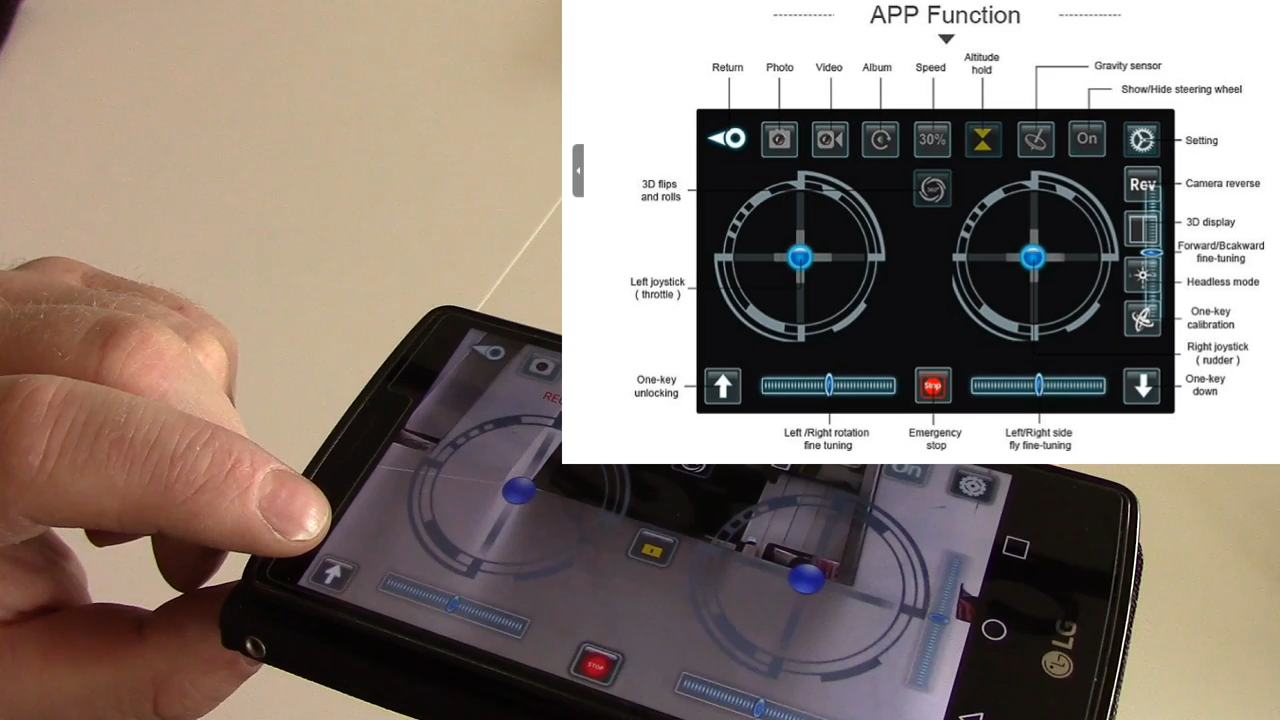 APP Function
Return
Photo
Video
Album
Speed
Altitude
hold
Gravity sensor
Show/Hide steering wheel
30%
On
Setting
3D flips
and rolls
360°
Rev
Camera reverse
3D display
Forward/Bcakward
fine-tuning
Left joystick
( throttle )
Headless mode
One-key
calibration
Right joystick
( rudder )
One-key
unlocking
Stop
One-key
down
Left /Right rotation
fine tuning
Emergency
stop
Left/Right side
fly fine-tuning
On
STOP
LG